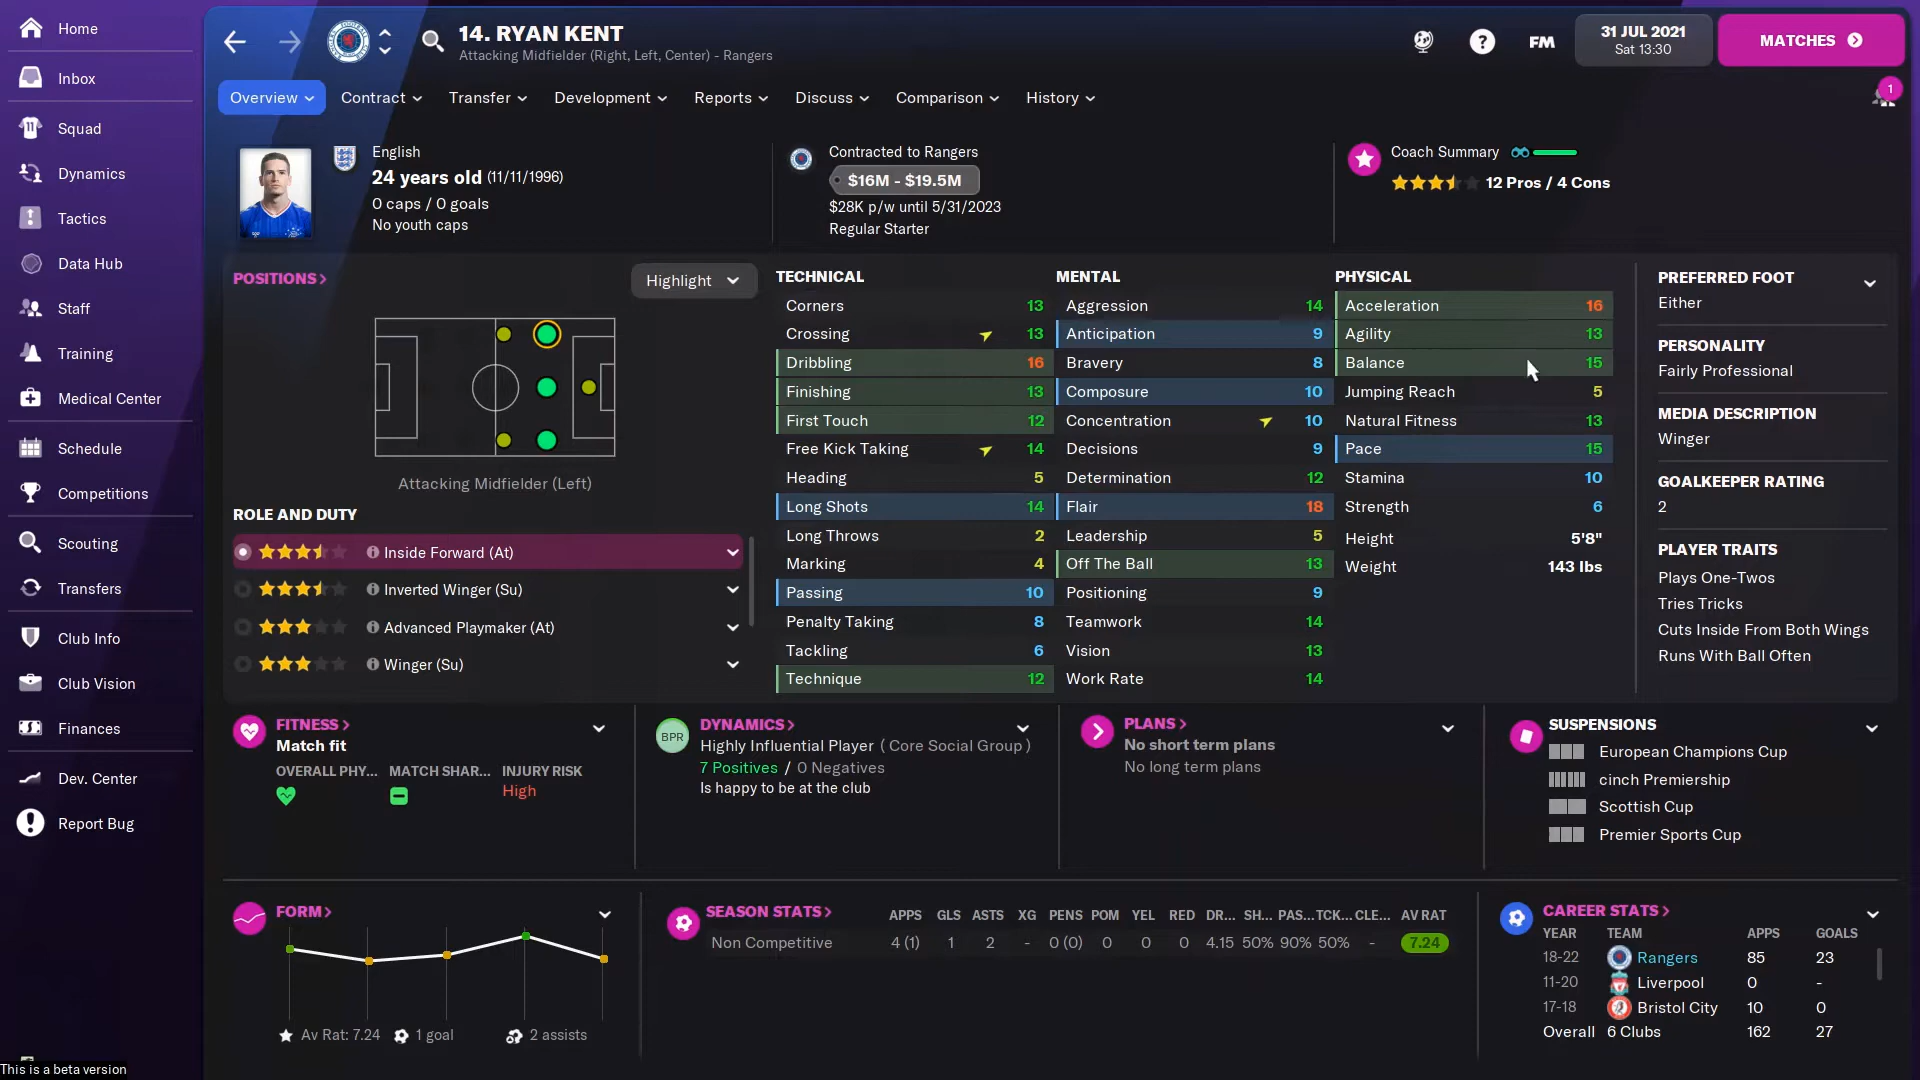 Home
Inbox
Squad
Dynamics
Tactics
Data Hub
Staff
Training
Medical Center
Schedule
Competitions
Scouting
Transfers
Club Info
Club Vision
Finances
Dev. Center
Report Bug
This is a beta version
14. RYAN KENT
Attacking Midfielder (Right, Left, Center) - Rangers
FM
31 JUL 2021
Sat 13:30
MATCHES
Overview
Contract
Transfer
Development
Reports
Discuss
Comparison
History
1
English
24 years old (11/11/1996)
0 caps / 0 goals
No youth caps
Contracted to Rangers
$16M - $19.5M
$28K p/w until 5/31/2023
Regular Starter
Coach Summary
12 Pros / 4 Cons
POSITIONS
Highlight
Attacking Midfielder (Left)
ROLE AND DUTY
Inside Forward (At)
Inverted Winger (Su)
Advanced Playmaker (At)
Winger (Su)
TECHNICAL
Corners 13
Crossing 13
Dribbling 16
Finishing 13
First Touch 12
Free Kick Taking 14
Heading 5
Long Shots 14
Long Throws 2
Marking 4
Passing 10
Penalty Taking 8
Tackling 6
Technique 12
MENTAL
Aggression 14
Anticipation 9
Bravery 8
Composure 10
Concentration 10
Decisions 9
Determination 12
Flair 18
Leadership 5
Off The Ball 13
Positioning 9
Teamwork 14
Vision 13
Work Rate 14
PHYSICAL
Acceleration 16
Agility 13
Balance 15
Jumping Reach 5
Natural Fitness 13
Pace 15
Stamina 10
Strength 6
Height 5'8"
Weight 143 lbs
PREFERRED FOOT
Either
PERSONALITY
Fairly Professional
MEDIA DESCRIPTION
Winger
GOALKEEPER RATING
2
PLAYER TRAITS
Plays One-Twos
Tries Tricks
Cuts Inside From Both Wings
Runs With Ball Often
FITNESS
Match fit
OVERALL PHY... MATCH SHAR... INJURY RISK
High
BPR
DYNAMICS
Highly Influential Player ( Core Social Group )
7 Positives / 0 Negatives
Is happy to be at the club
PLANS
No short term plans
No long term plans
SUSPENSIONS
European Champions Cup
cinch Premiership
Scottish Cup
Premier Sports Cup
FORM
Av Rat: 7.24 1 goal 2 assists
SEASON STATS APPS GLS ASTS XG PENS POM YEL RED DR... SH... PAS... TCK... CLE... AV RAT
Non Competitive 4 (1) 1 2 - 0 (0) 0 0 0 4.15 50% 90% 50% - 7.24
CAREER STATS
YEAR TEAM APPS GOALS
18-22 Rangers 85 23
11-20 Liverpool 0 -
17-18 Bristol City 10 0
Overall 6 Clubs 162 27